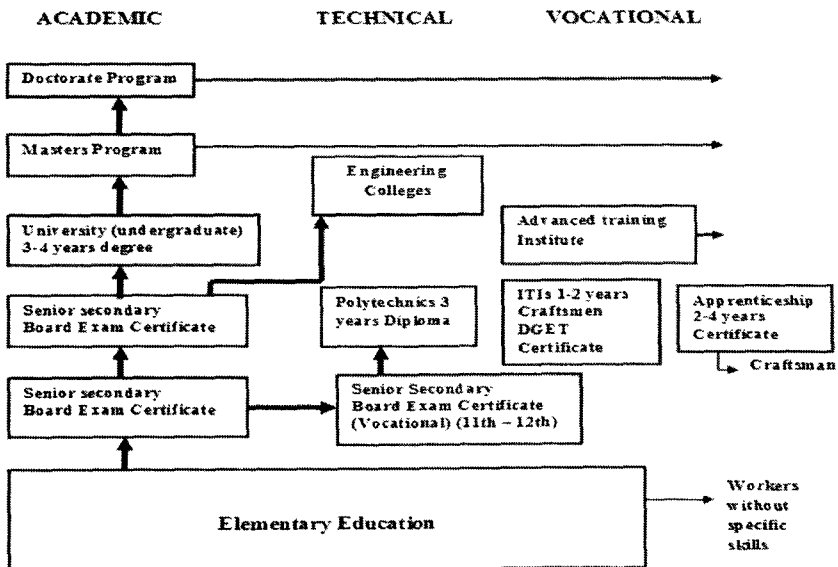 ACADEMIC TECHNICAL VOCATIONAL
Doctorate Program
Masters Program
Engineering
Colleges
University (undergraduate)
3-4 years degree
Advanced training
Institute
Senior secondary
Board Exam Certificate
Polytechnics 3
years Diploma
ITIs 1-2 years
Craftsmen
DGET
Certificate
Apprenticeship
2-4 years
Certificate
Craftsman
Senior secondary
Board Exam Certificate
Senior Secondary
Board Exam Certificate
(Vocational) (11th – 12th)
Elementary Education
Workers
without
specific
skills